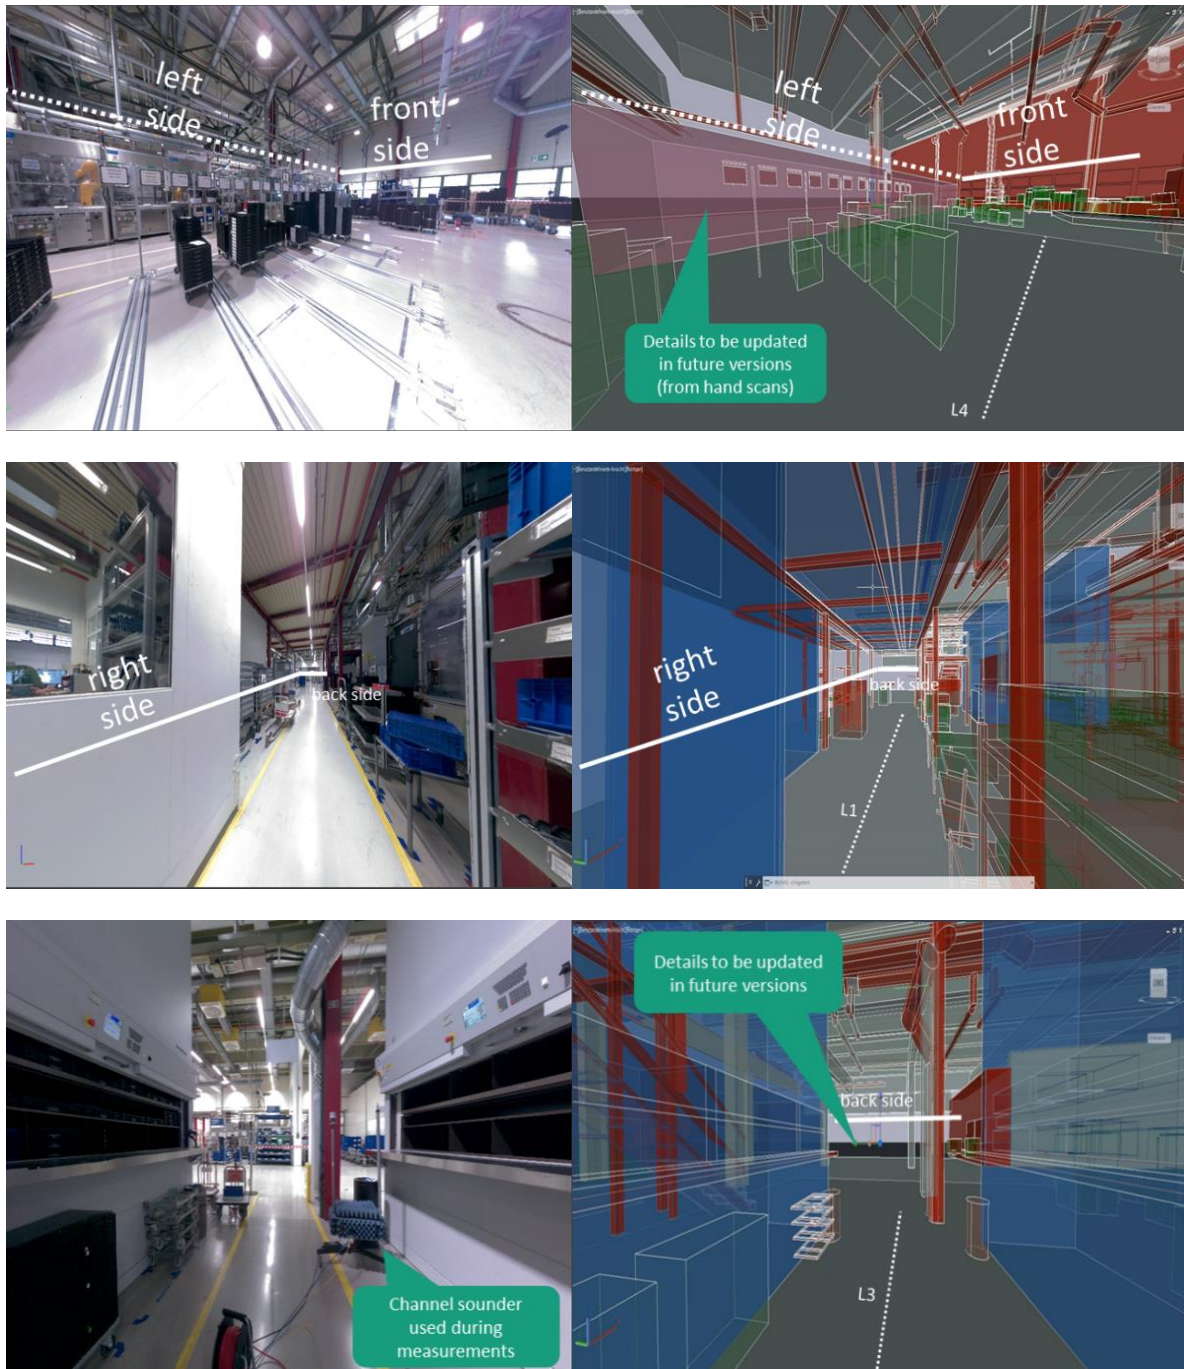 left
side
front
side
left
side
front
side
Details to be updated
in future versions
(from hand scans)
L4
right
side
back side
right
side
back side
L1
Channel sounder
used during
measurements
Details to be updated
in future versions
back side
L3